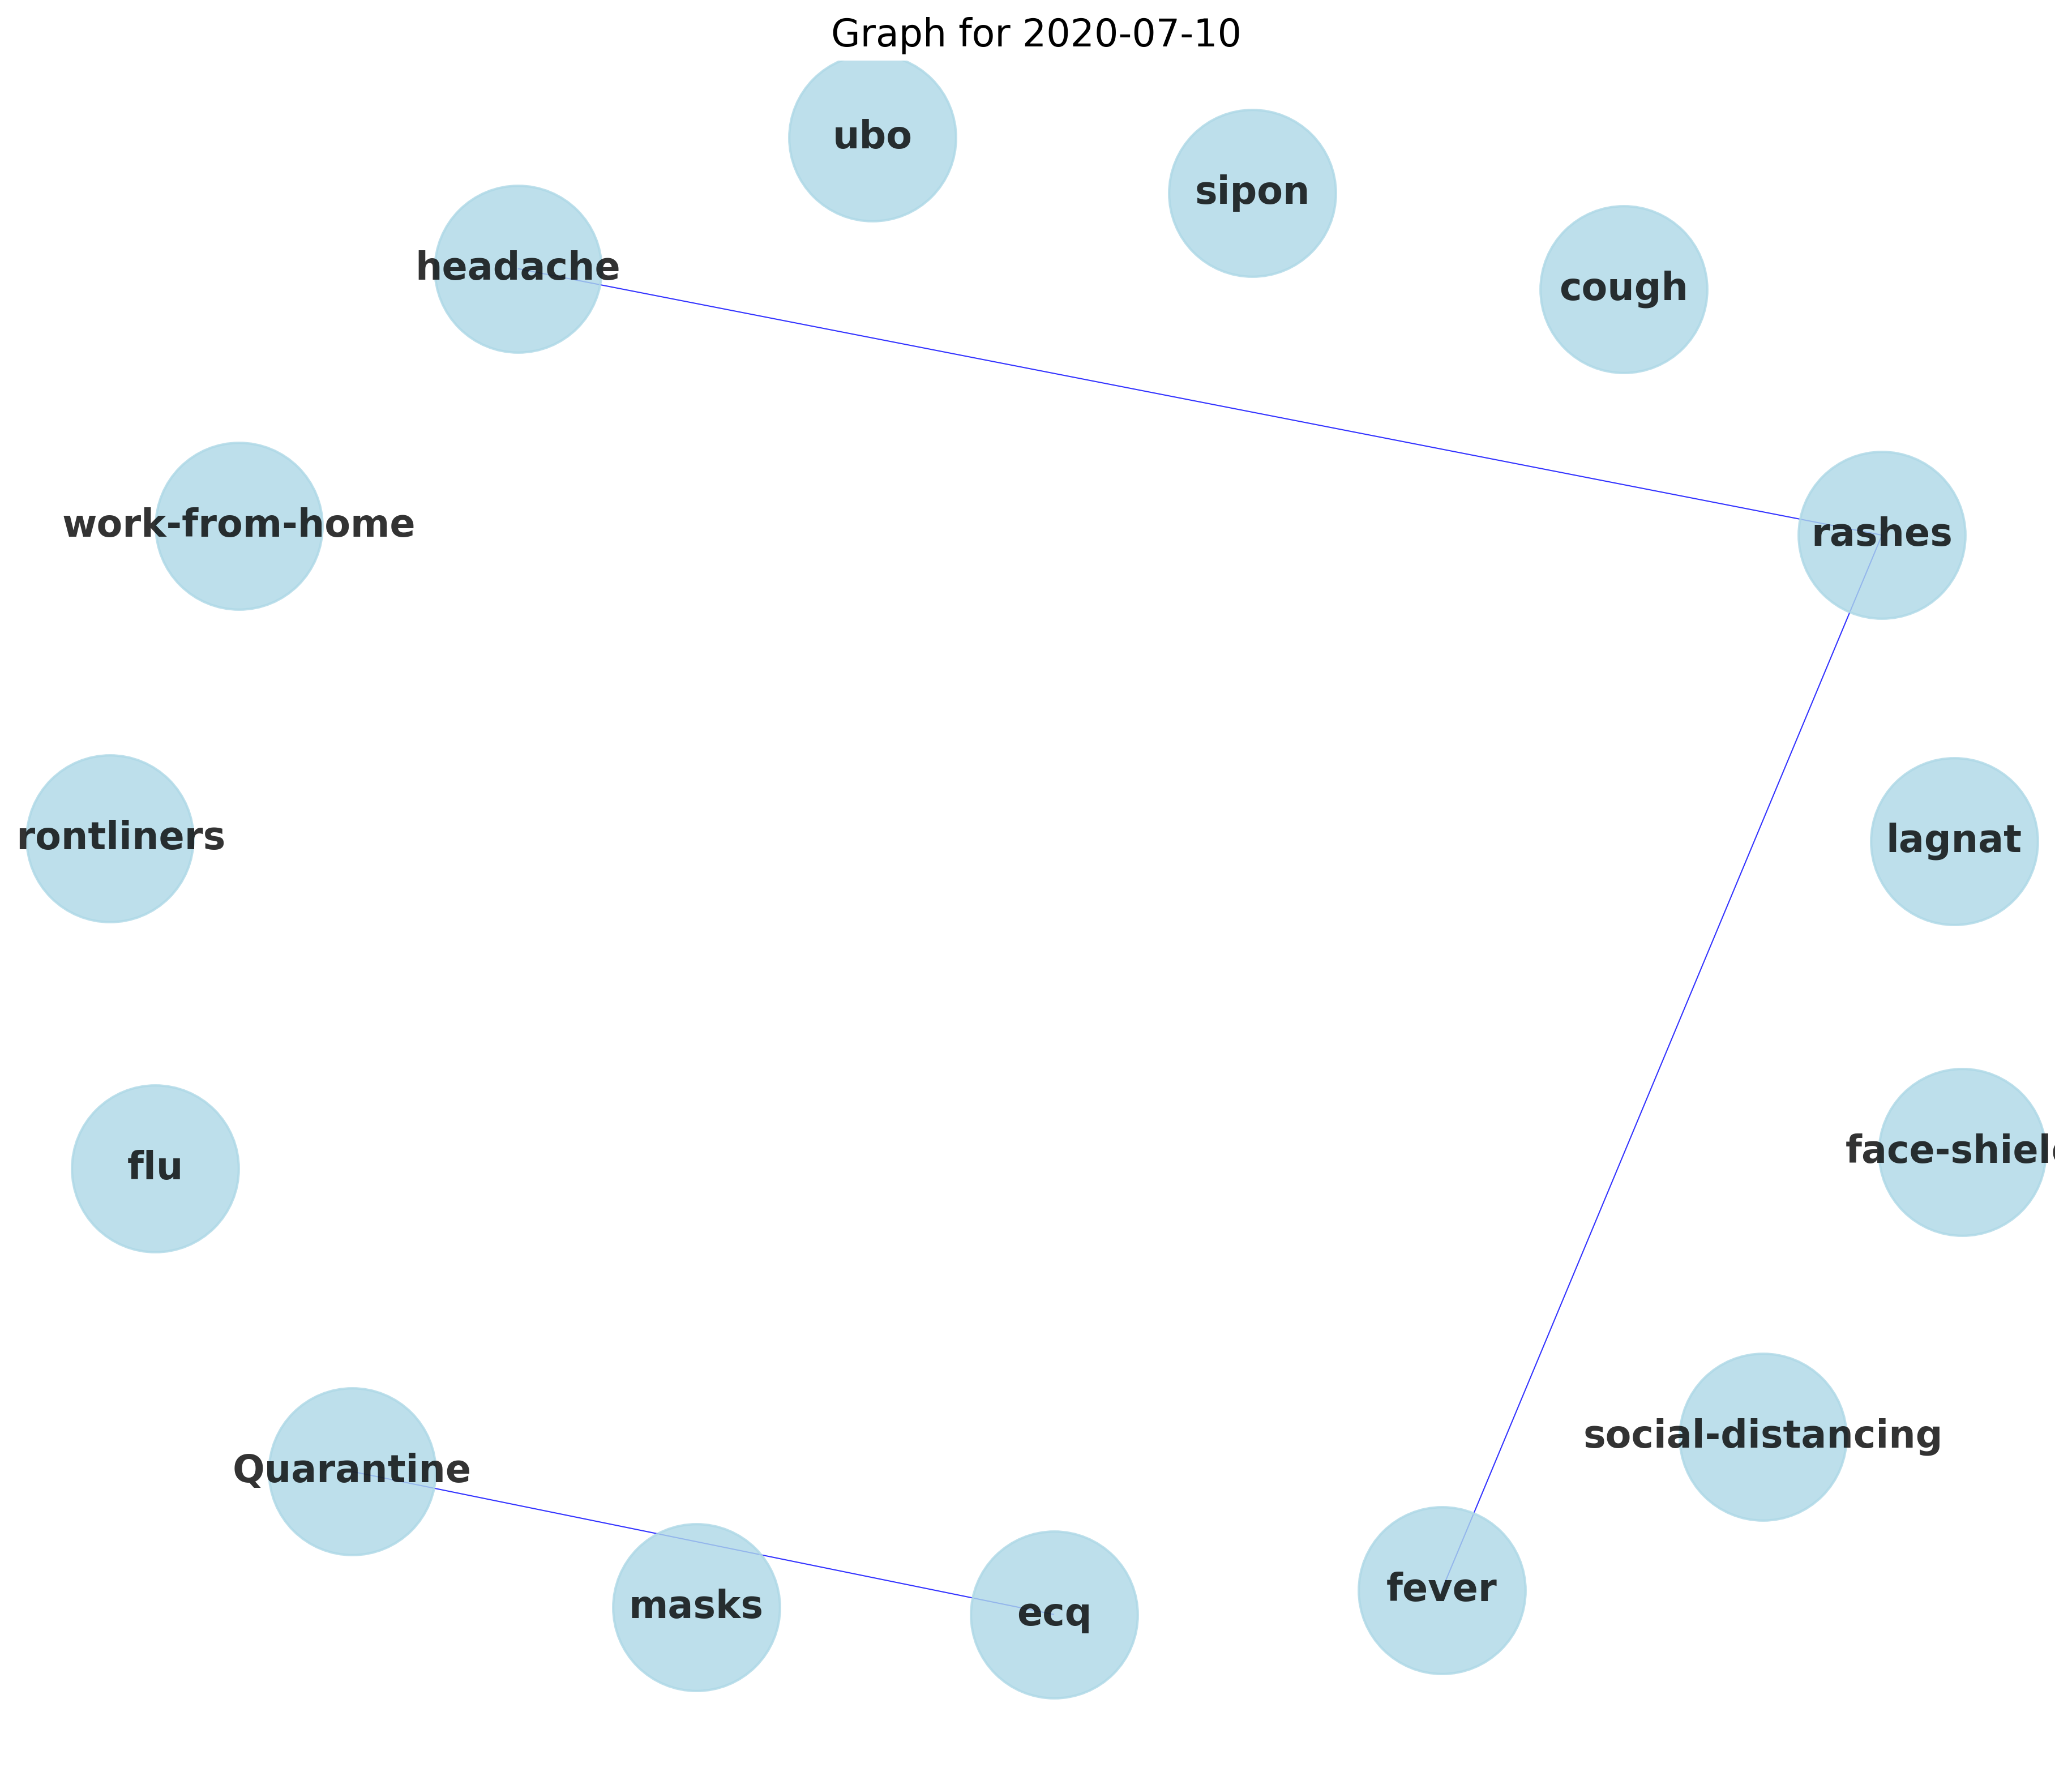 Graph for 2020-07-10
ubo
sipon
headache
cough
work-from-home
rashes
rontliners
lagnat
face-shiel
flu
social-distancing
Quarantine
fever
masks
ecq